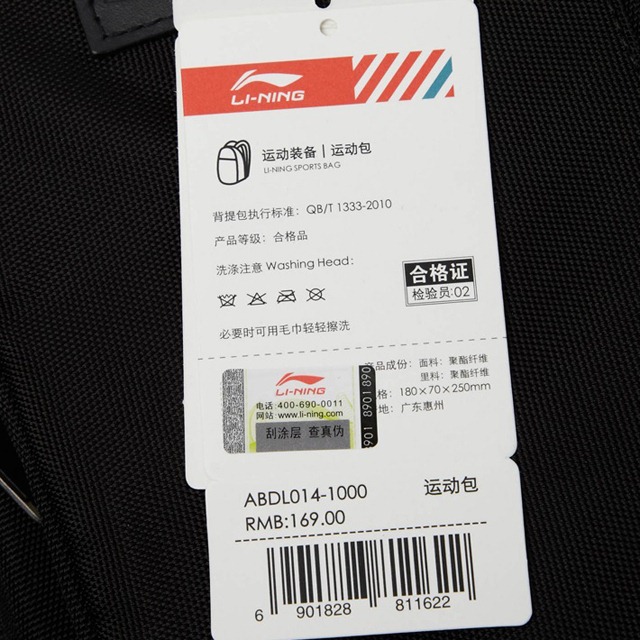 LI-NING
运动装备 | 运动包
LI-NING SPORTS BAG
背提包执行标准：QB/T 1333-2010
产品等级：合格品
洗涤注意 Washing Head:
合格证
检验员:02
必要时可用毛巾轻轻擦洗
LI-NING
电话:400-690-0011
网站:www.li-ning.com
刮涂层 查真伪
901 8901 890
产品成份：面料：聚酯纤维
里料：聚酯纤维
格：180×70×250mm
地：广东惠州
ABDL014-1000 运动包
RMB:169.00
6 901828 811622